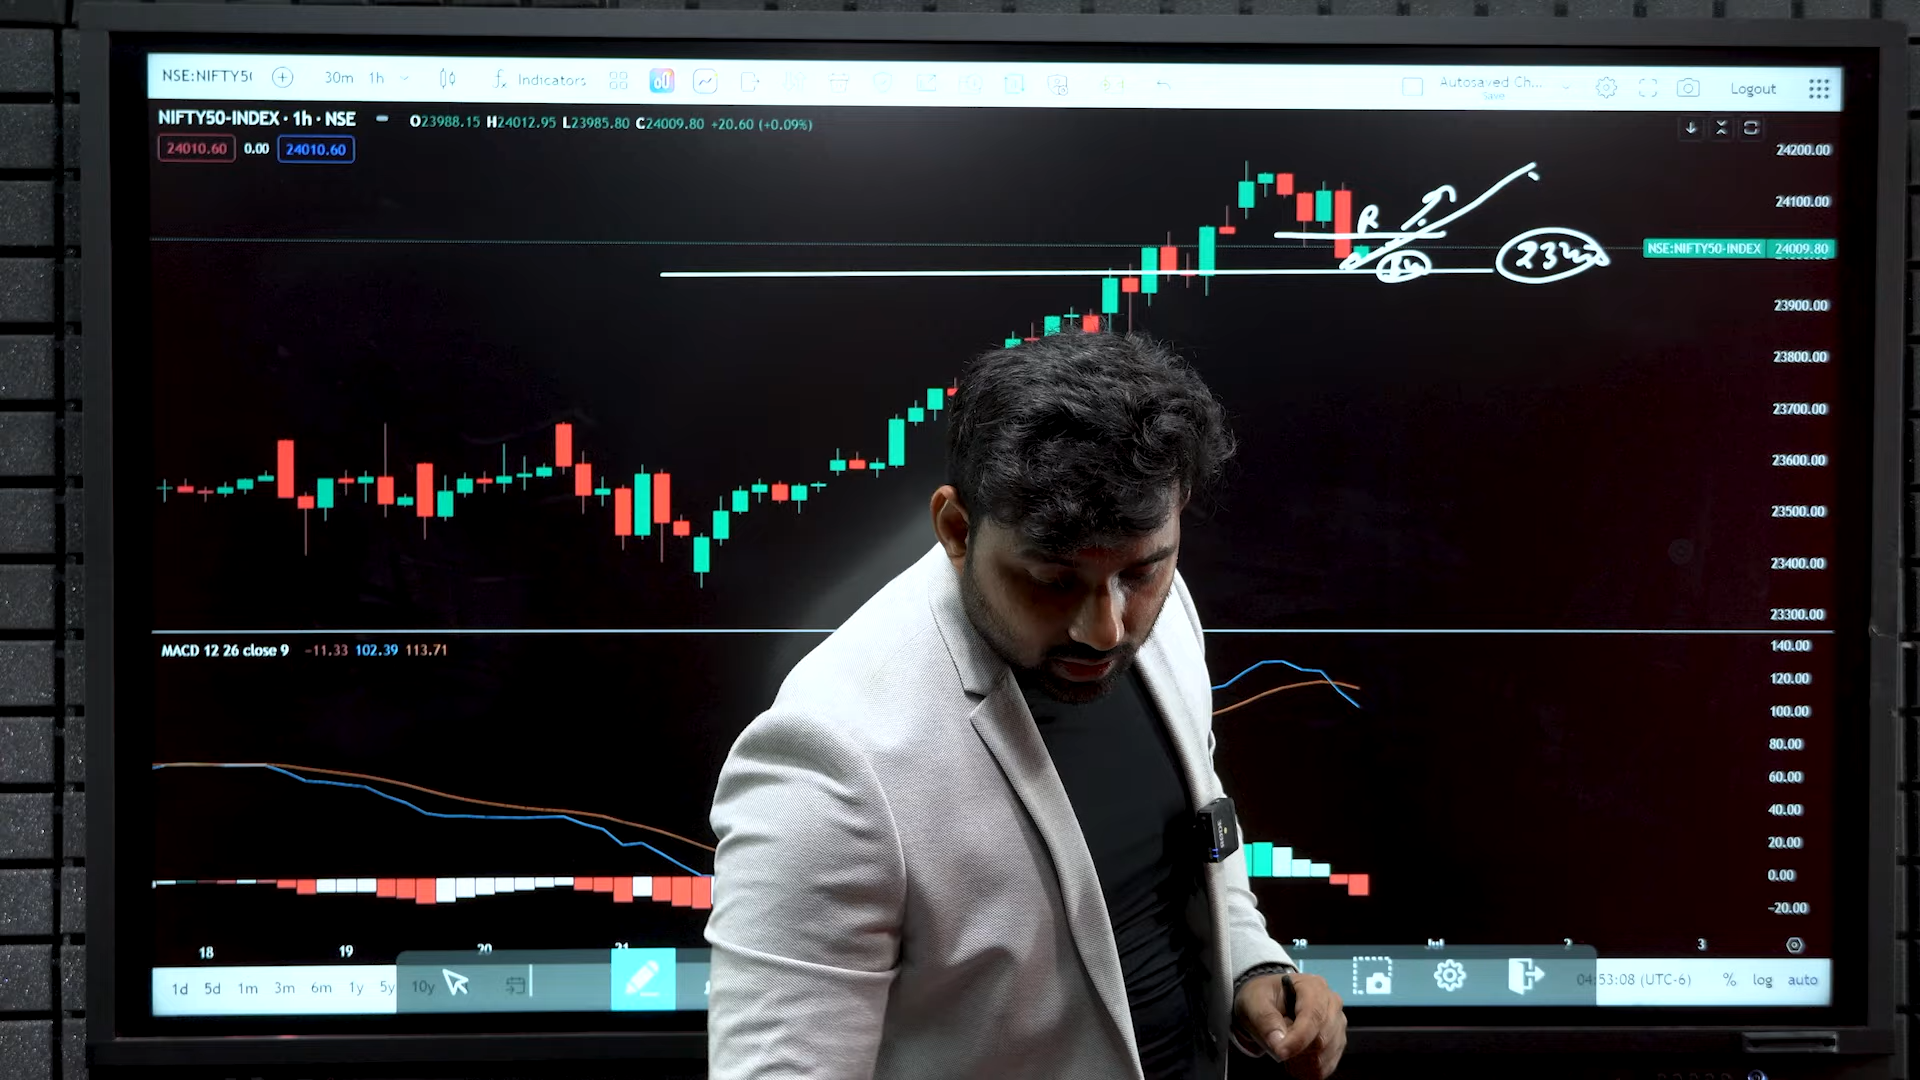 NSE:NIFTY5 30m 1h Indicators Autosaved Ch... Logout
Save
NIFTY50-INDEX · 1h · NSE O23988.15 H24012.95 L23985.80 C24009.80 +20.60 (+0.09%)
24010.60 0.00 24010.60
24200.00
24100.00
R
NSE:NIFTY50-INDEX 24009.80
23900.00
23800.00
23700.00
23600.00
23500.00
23400.00
23300.00
MACD 12 26 close 9 −11.33 102.39 113.71
140.00
120.00
100.00
80.00
60.00
40.00
20.00
0.00
−20.00
18 19 20 21 28 Jul 2 3
1d 5d 1m 3m 6m 1y 5y 10y 04:53:08 (UTC-6) % log auto